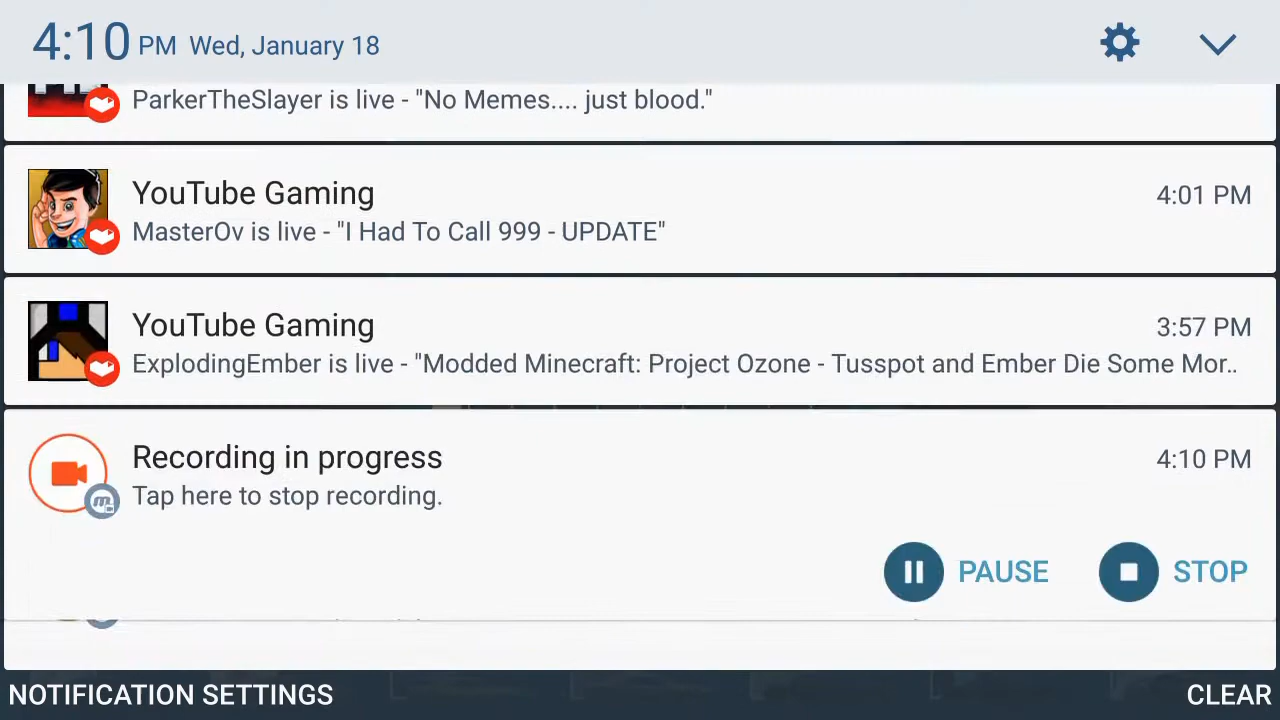 4:10 PM Wed, January 18
ParkerTheSlayer is live - "No Memes.... just blood."
YouTube Gaming 4:01 PM
MasterOv is live - "I Had To Call 999 - UPDATE"
YouTube Gaming 3:57 PM
ExplodingEmber is live - "Modded Minecraft: Project Ozone - Tusspot and Ember Die Some Mor..
Recording in progress 4:10 PM
Tap here to stop recording.
PAUSE STOP
NOTIFICATION SETTINGS CLEAR